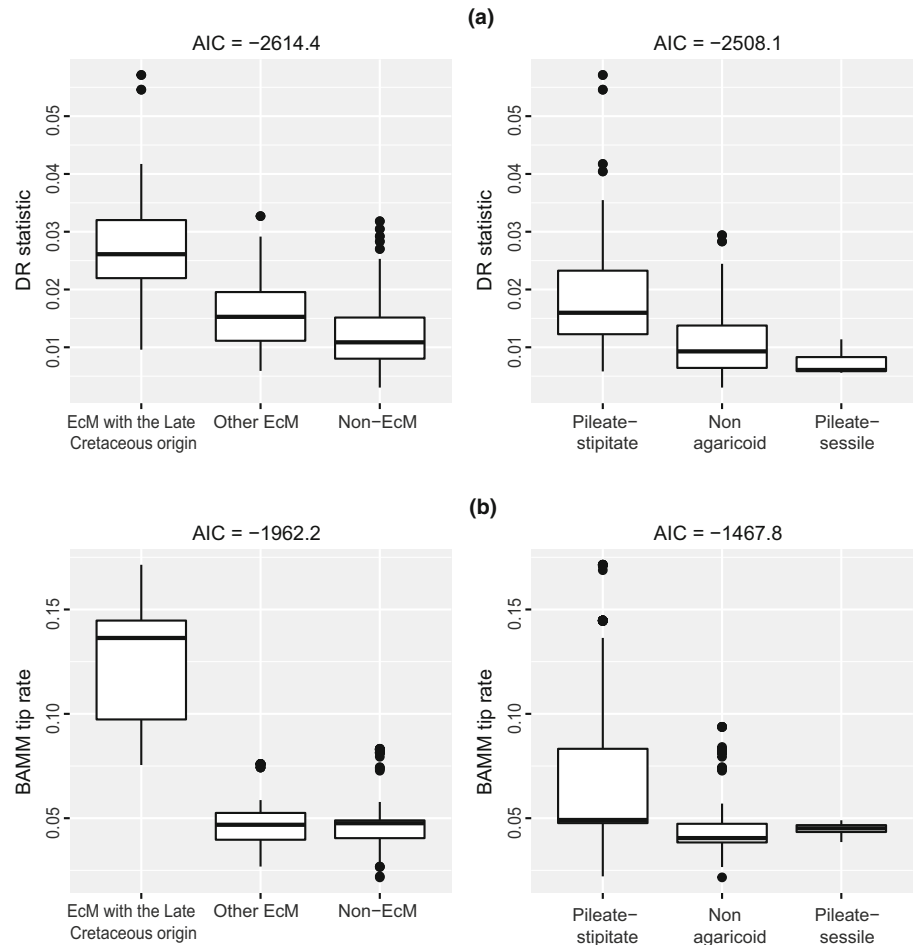 (a)
AIC = −2614.4
AIC = −2508.1
DR statistic
0.05
0.04
0.03
0.02
0.01
EcM with the Late
Cretaceous origin
Other EcM
Non−EcM
DR statistic
0.05
0.04
0.03
0.02
0.01
Pileate−
stipitate
Non
agaricoid
Pileate−
sessile
(b)
AIC = −1962.2
AIC = −1467.8
BAMM tip rate
0.15
0.10
0.05
EcM with the Late
Cretaceous origin
Other EcM
Non−EcM
BAMM tip rate
0.15
0.10
0.05
Pileate−
stipitate
Non
agaricoid
Pileate−
sessile